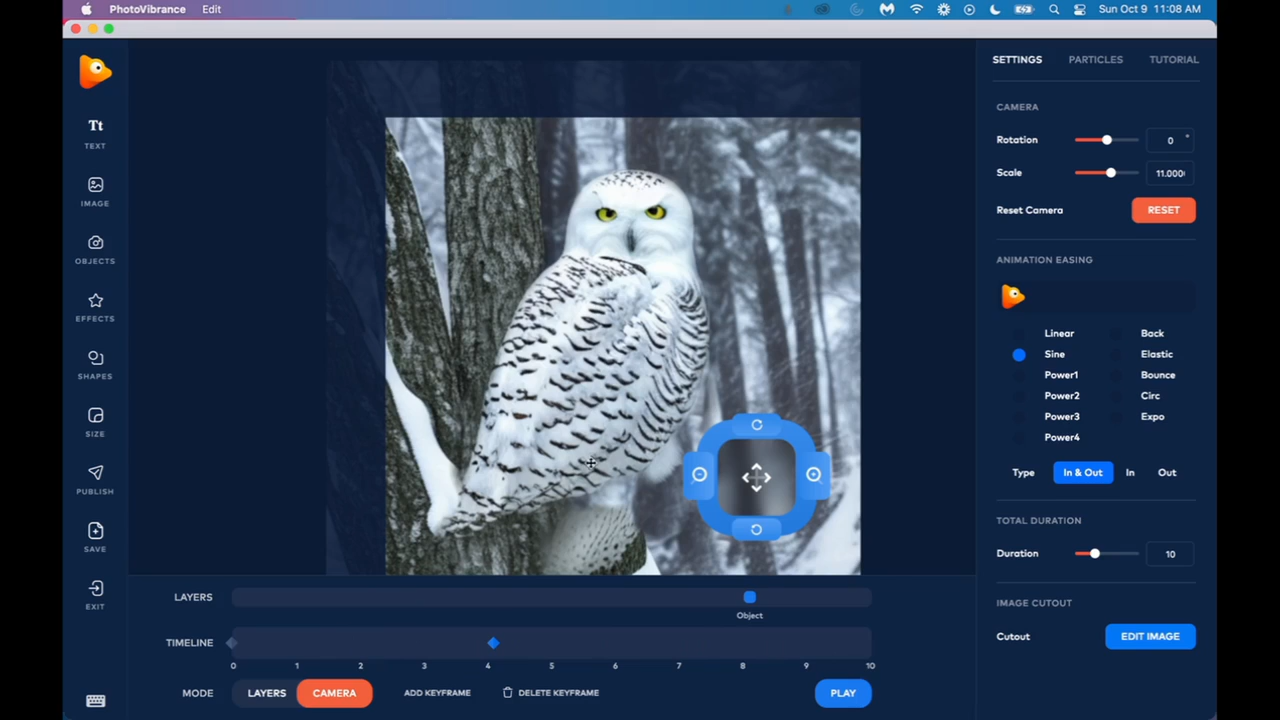 PhotoVibrance Edit Sun Oct 9 11:08 AM
SETTINGS PARTICLES TUTORIAL
Tt
TEXT
IMAGE
OBJECTS
EFFECTS
SHAPES
SIZE
PUBLISH
SAVE
EXIT
CAMERA
Rotation 0 °
Scale 11.000
Reset Camera RESET
ANIMATION EASING
Linear Back
Sine Elastic
Power1 Bounce
Power2 Circ
Power3 Expo
Power4
Type In & Out In Out
TOTAL DURATION
Duration 10
IMAGE CUTOUT
Cutout EDIT IMAGE
LAYERS
Object
TIMELINE
0 1 2 3 4 5 6 7 8 9 10
MODE LAYERS CAMERA ADD KEYFRAME DELETE KEYFRAME PLAY